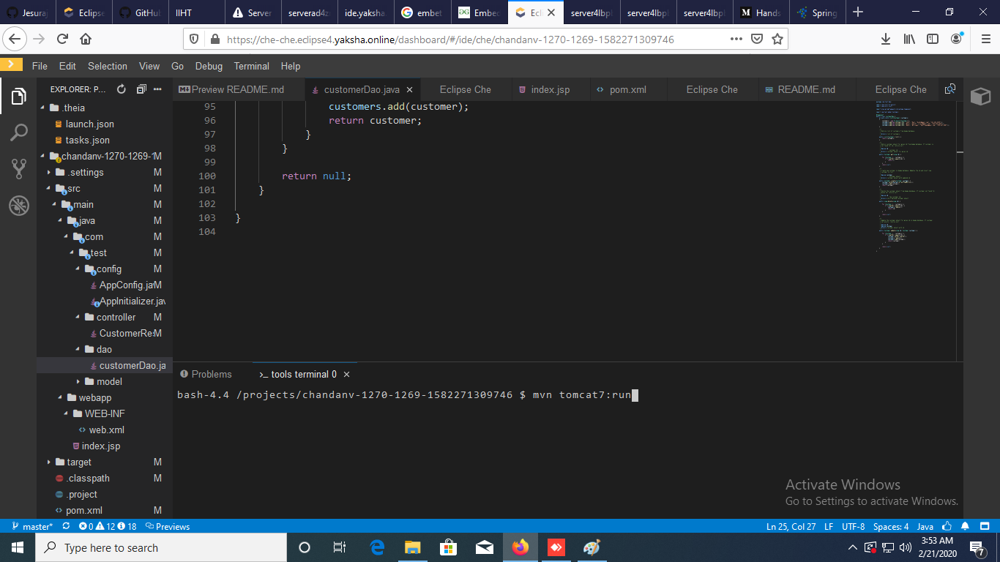 Jesuraj
Eclipse
GitHub
IIHT
Server
serverad4z
ide.yaksha.
embet
Embed
Ecl
server4lbpl
server4lbpl
server4lbpl
Hands
Spring
https://che-che.eclipse4.yaksha.online/dashboard/#/ide/che/chandanv-1270-1269-1582271309746
File Edit Selection View Go Debug Terminal Help
EXPLORER: P...
Preview README.md
customerDao.java
Eclipse Che
index.jsp
pom.xml
Eclipse Che
README.md
Eclipse Che
.theia
launch.json
tasks.json
chandanv-1270-1269-1 M
.settings M
src M
main M
java M
com M
test M
config M
AppConfig.ja M
AppInitializer.jav
controller M
CustomerRes M
dao
customerDao.ja
model
webapp
WEB-INF
web.xml
index.jsp
target M
.classpath M
.project
pom.xml M
95 customers.add(customer);
96 return customer;
97 }
98 }
99
100 return null;
101 }
102
103 }
104
Problems
>_ tools terminal 0
bash-4.4 /projects/chandanv-1270-1269-1582271309746 $ mvn tomcat7:run
Activate Windows
Go to Settings to activate Windows.
master* 0 12 18 Previews
Ln 25, Col 27 LF UTF-8 Spaces: 4 Java
Type here to search
3:53 AM
2/21/2020
7